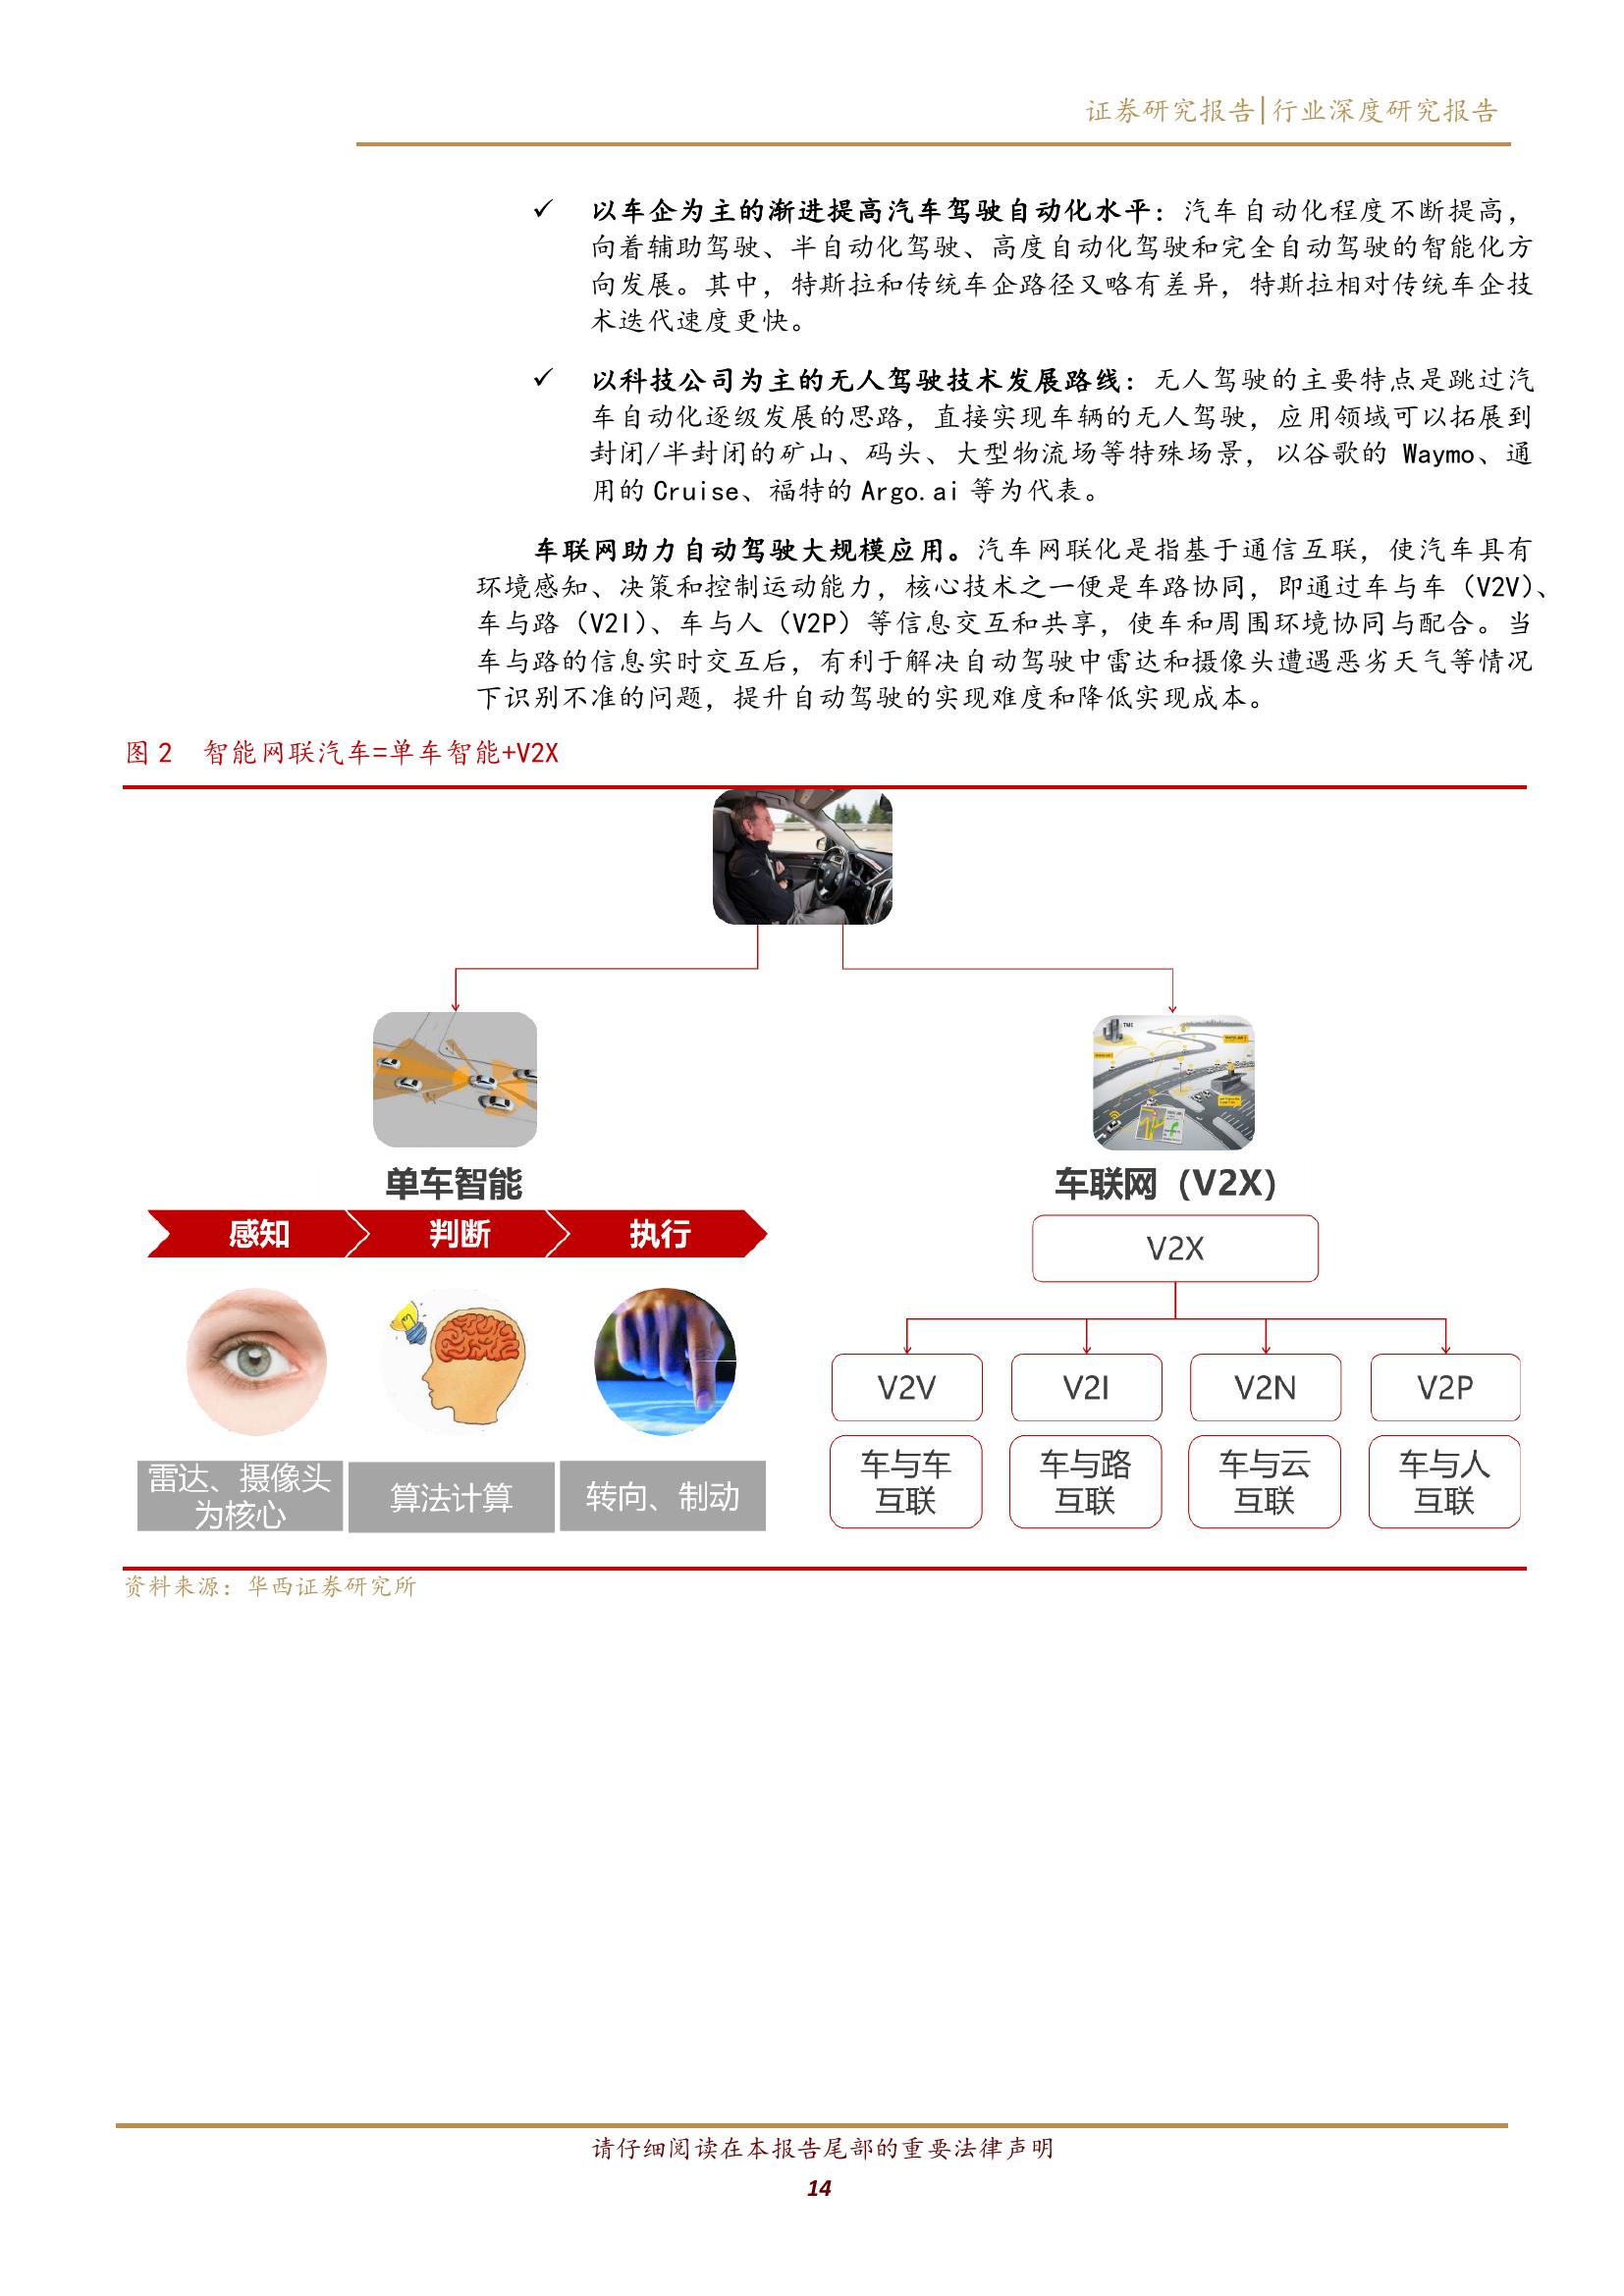 证券研究报告|行业深度研究报告
✓ 以车企为主的渐进提高汽车驾驶自动化水平：汽车自动化程度不断提高，
向着辅助驾驶、半自动化驾驶、高度自动化驾驶和完全自动驾驶的智能化方
向发展。其中，特斯拉和传统车企路径又略有差异，特斯拉相对传统车企技
术迭代速度更快。
✓ 以科技公司为主的无人驾驶技术发展路线：无人驾驶的主要特点是跳过汽
车自动化逐级发展的思路，直接实现车辆的无人驾驶，应用领域可以拓展到
封闭/半封闭的矿山、码头、大型物流场等特殊场景，以谷歌的 Waymo、通
用的 Cruise、福特的 Argo.ai 等为代表。
车联网助力自动驾驶大规模应用。汽车网联化是指基于通信互联，使汽车具有
环境感知、决策和控制运动能力，核心技术之一便是车路协同，即通过车与车（V2V）、
车与路（V2I）、车与人（V2P）等信息交互和共享，使车和周围环境协同与配合。当
车与路的信息实时交互后，有利于解决自动驾驶中雷达和摄像头遭遇恶劣天气等情况
下识别不准的问题，提升自动驾驶的实现难度和降低实现成本。
图 2 智能网联汽车=单车智能+V2X
TMC
单车智能
感知 判断 执行
雷达、摄像头
为核心
算法计算
转向、制动
车联网（V2X）
V2X
V2V V2I V2N V2P
车与车
互联
车与路
互联
车与云
互联
车与人
互联
资料来源：华西证券研究所
请仔细阅读在本报告尾部的重要法律声明
14